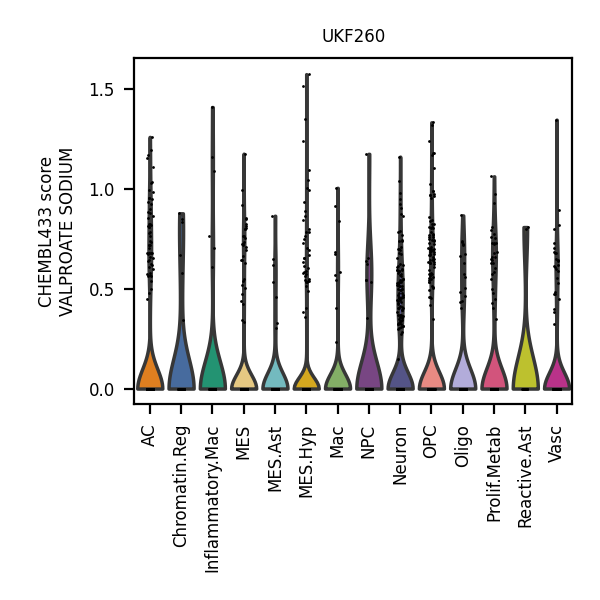 UKF260
CHEMBL433 score
VALPROATE SODIUM
1.5
1.0
0.5
0.0
AC
Chromatin.Reg
Inflammatory.Mac
MES
MES.Ast
MES.Hyp
Mac
NPC
Neuron
OPC
Oligo
Prolif.Metab
Reactive.Ast
Vasc